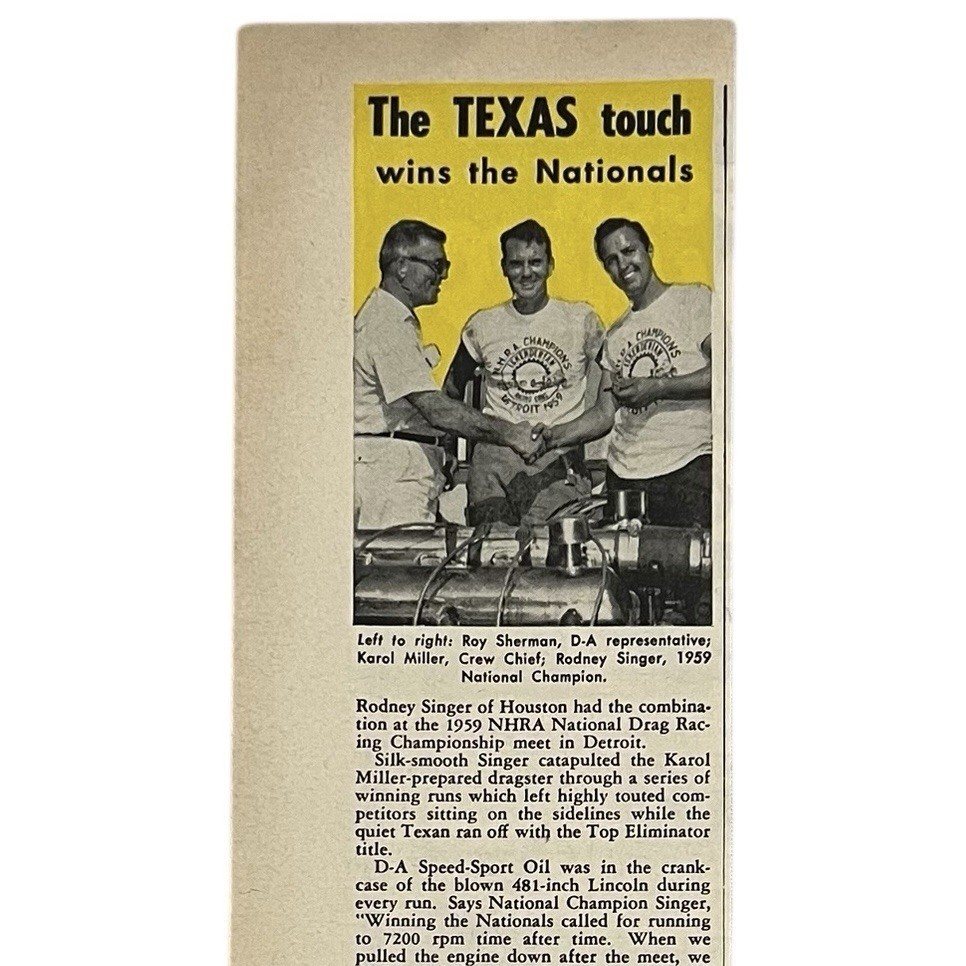 The TEXAS touch
wins the Nationals
N.H.R.A. CHAMPIONS
ISKENDERIAN
RACING CAMS
DETROIT 1959
CHAMPIONS
Left to right: Roy Sherman, D-A representative;
Karol Miller, Crew Chief; Rodney Singer, 1959
National Champion.
Rodney Singer of Houston had the combina-
tion at the 1959 NHRA National Drag Rac-
ing Championship meet in Detroit.
Silk-smooth Singer catapulted the Karol
Miller-prepared dragster through a series of
winning runs which left highly touted com-
petitors sitting on the sidelines while the
quiet Texan ran off with the Top Eliminator
title.
D-A Speed-Sport Oil was in the crank-
case of the blown 481-inch Lincoln during
every run. Says National Champion Singer,
"Winning the Nationals called for running
to 7200 rpm time after time. When we
pulled the engine down after the meet, we